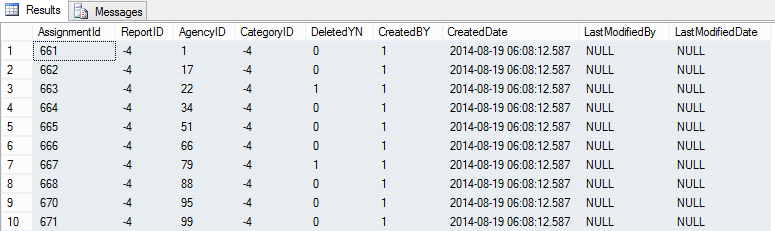 Results Messages
AssignmentId ReportID AgencyID CategoryID DeletedYN CreatedBY CreatedDate LastModifiedBy LastModifiedDate
1 661 -4 1 -4 0 1 2014-08-19 06:08:12.587 NULL NULL
2 662 -4 17 -4 0 1 2014-08-19 06:08:12.587 NULL NULL
3 663 -4 22 -4 1 1 2014-08-19 06:08:12.587 NULL NULL
4 664 -4 34 -4 0 1 2014-08-19 06:08:12.587 NULL NULL
5 665 -4 51 -4 0 1 2014-08-19 06:08:12.587 NULL NULL
6 666 -4 66 -4 0 1 2014-08-19 06:08:12.587 NULL NULL
7 667 -4 79 -4 1 1 2014-08-19 06:08:12.587 NULL NULL
8 668 -4 88 -4 0 1 2014-08-19 06:08:12.587 NULL NULL
9 670 -4 95 -4 0 1 2014-08-19 06:08:12.587 NULL NULL
10 671 -4 99 -4 0 1 2014-08-19 06:08:12.587 NULL NULL